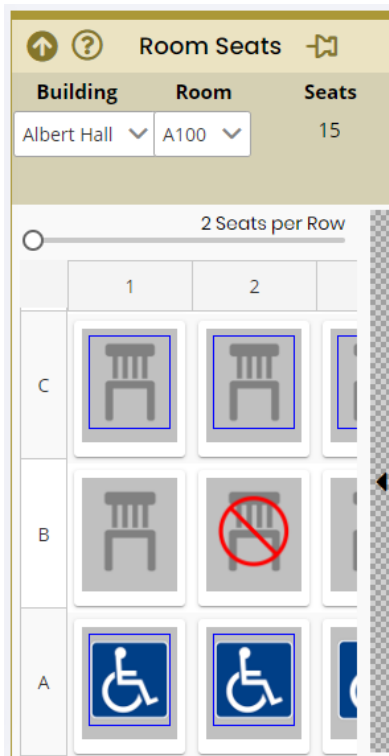 ? Room Seats
Building Room Seats
Albert Hall A100 15
2 Seats per Row
1 2
C
B
A